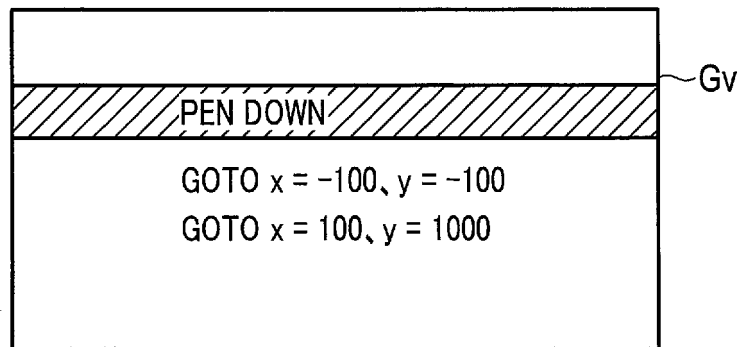 Gv
PEN DOWN
GOTO x = -100、y = -100
GOTO x = 100、y = 1000